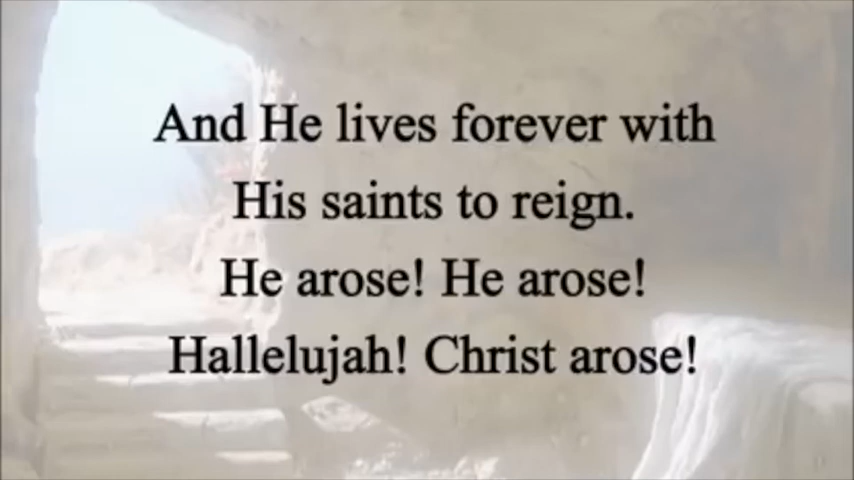 And He lives forever with
His saints to reign.
He arose! He arose!
Hallelujah! Christ arose!